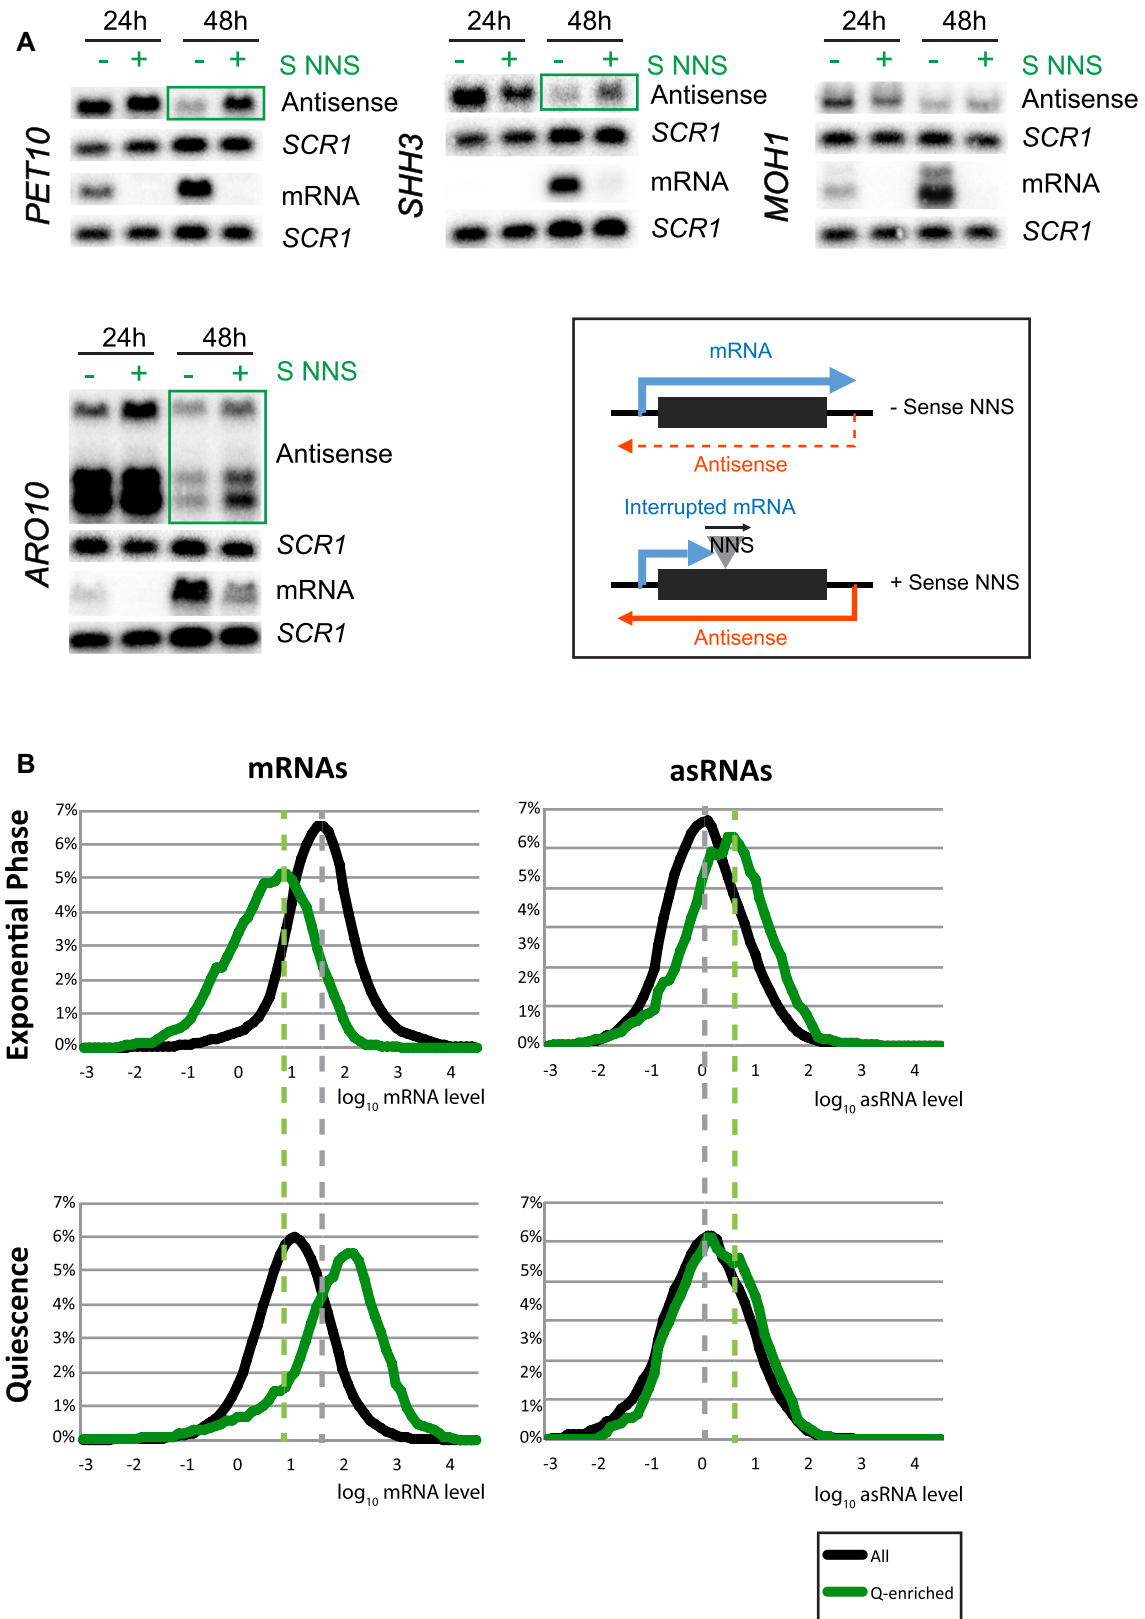 A
24h 48h
- + - + S NNS
PET10
Antisense
SCR1
mRNA
SCR1
24h 48h
- + - + S NNS
SHH3
Antisense
SCR1
mRNA
SCR1
24h 48h
- + - + S NNS
MOH1
Antisense
SCR1
mRNA
SCR1
24h 48h
- + - + S NNS
ARO10
Antisense
SCR1
mRNA
SCR1
mRNA
- Sense NNS
Antisense
Interrupted mRNA
NNS
+ Sense NNS
Antisense
B
mRNAs
asRNAs
Exponential Phase
7%
6%
5%
4%
3%
2%
1%
0%
-3 -2 -1 0 1 2 3 4
log10 mRNA level
7%
6%
5%
4%
3%
2%
1%
0%
-3 -2 -1 0 1 2 3 4
log10 asRNA level
Quiescence
7%
6%
5%
4%
3%
2%
1%
0%
-3 -2 -1 0 1 2 3 4
log10 mRNA level
7%
6%
5%
4%
3%
2%
1%
0%
-3 -2 -1 0 1 2 3 4
log10 asRNA level
All
Q-enriched